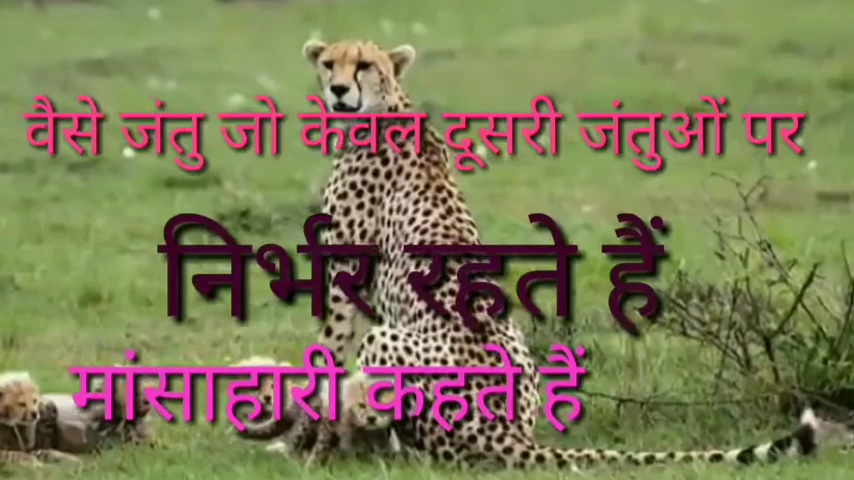 वैसे जंतु जो केवल दूसरी जंतुओं पर
निर्भर रहते हैं
मांसाहारी कहते हैं